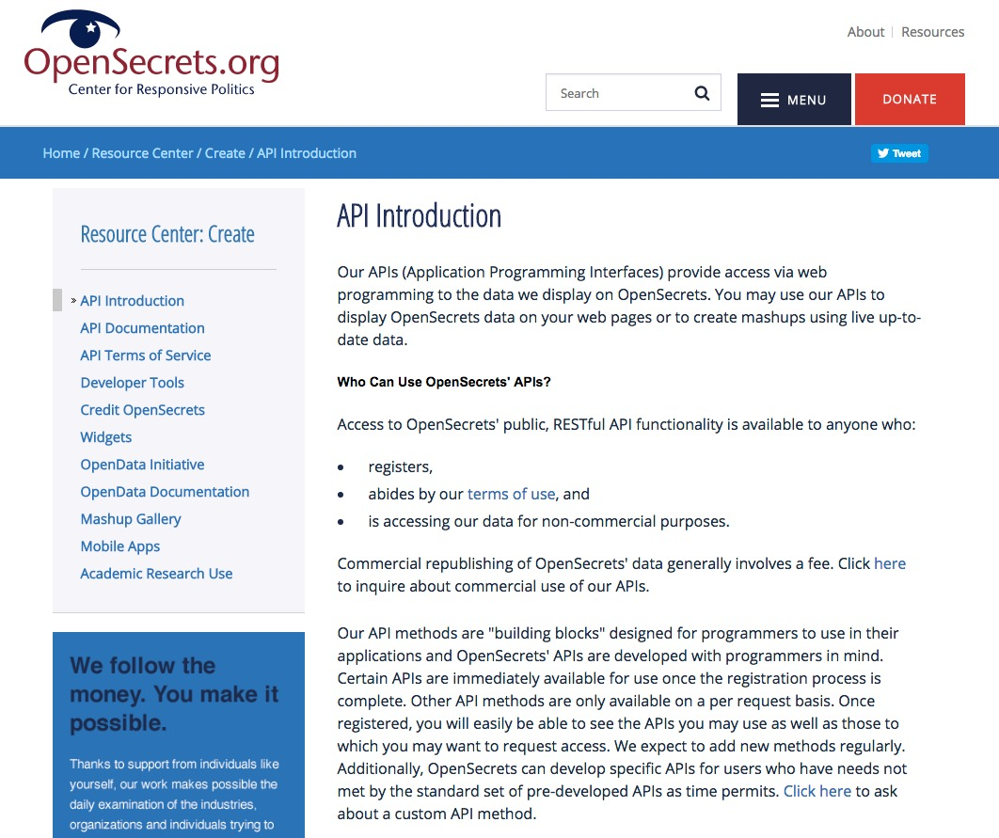 OpenSecrets.org
Center for Responsive Politics
About
Resources
Search
MENU
DONATE
Home / Resource Center / Create / API Introduction
Tweet
Resource Center: Create
» API Introduction
API Documentation
API Terms of Service
Developer Tools
Credit OpenSecrets
Widgets
OpenData Initiative
OpenData Documentation
Mashup Gallery
Mobile Apps
Academic Research Use
We follow the
money. You make it
possible.
Thanks to support from individuals like
yourself, our work makes possible the
daily examination of the industries,
organizations and individuals trying to
API Introduction
Our APIs (Application Programming Interfaces) provide access via web
programming to the data we display on OpenSecrets. You may use our APIs to
display OpenSecrets data on your web pages or to create mashups using live up-to-
date data.
Who Can Use OpenSecrets' APIs?
Access to OpenSecrets' public, RESTful API functionality is available to anyone who:
• registers,
• abides by our terms of use, and
• is accessing our data for non-commercial purposes.
Commercial republishing of OpenSecrets' data generally involves a fee. Click here
to inquire about commercial use of our APIs.
Our API methods are "building blocks" designed for programmers to use in their
applications and OpenSecrets' APIs are developed with programmers in mind.
Certain APIs are immediately available for use once the registration process is
complete. Other API methods are only available on a per request basis. Once
registered, you will easily be able to see the APIs you may use as well as those to
which you may want to request access. We expect to add new methods regularly.
Additionally, OpenSecrets can develop specific APIs for users who have needs not
met by the standard set of pre-developed APIs as time permits. Click here to ask
about a custom API method.